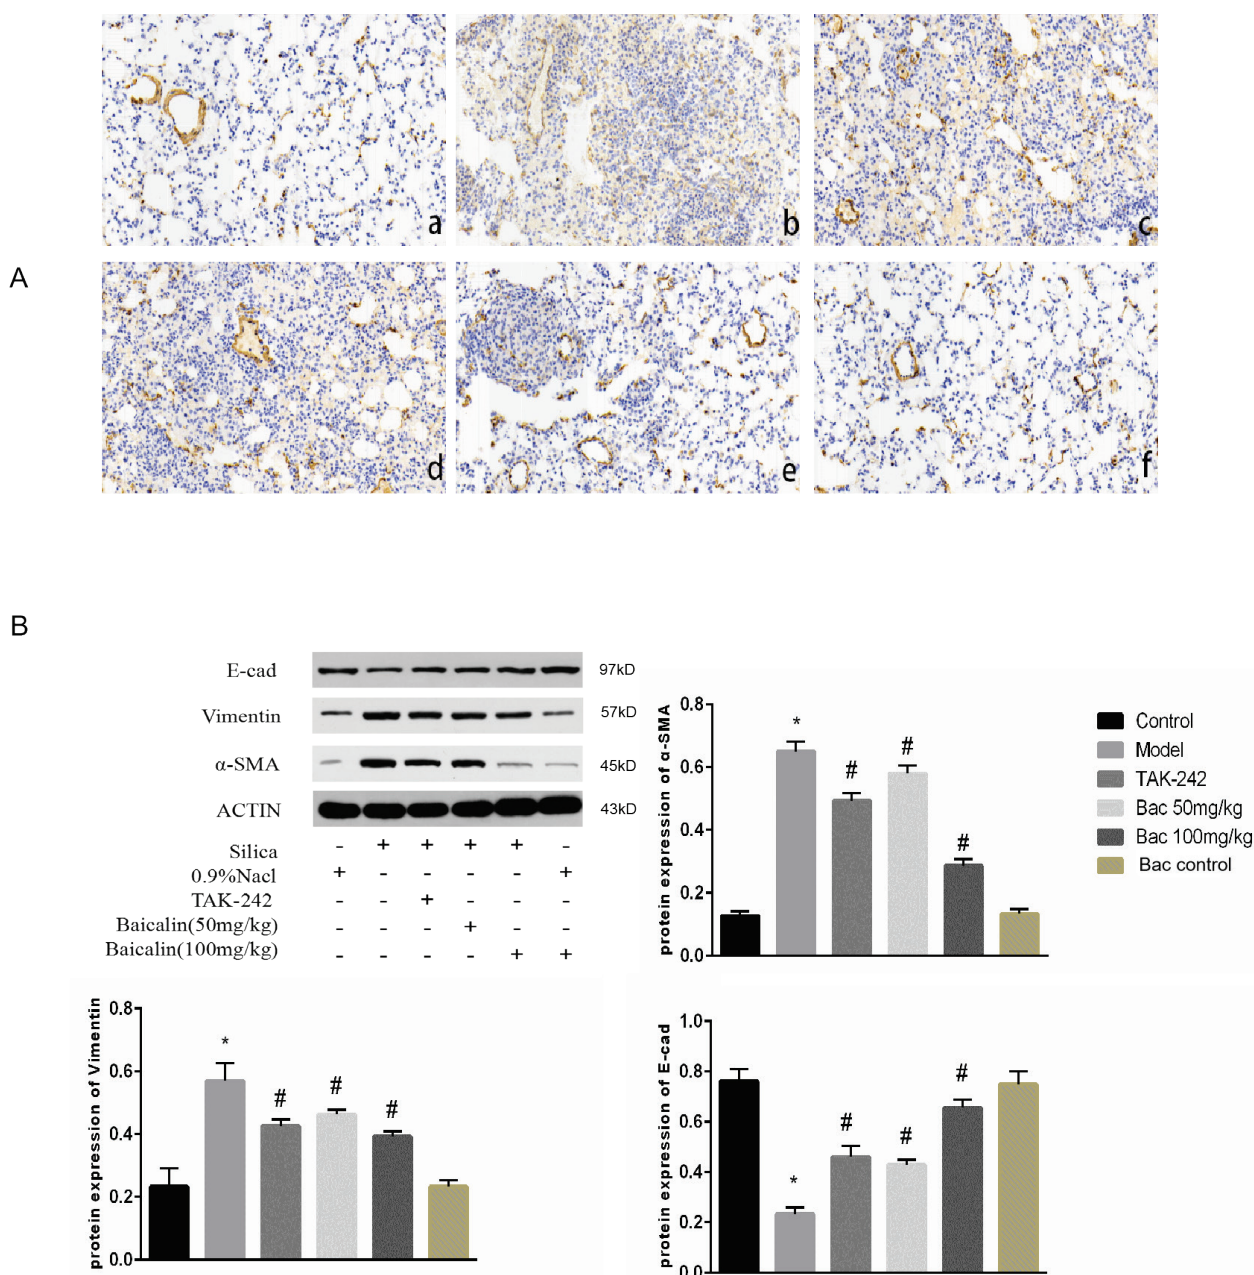 a
b
c
A
d
e
f
B
E-cad 97kD
Vimentin 57kD
α-SMA 45kD
ACTIN 43kD
Silica - + + + + -
0.9%Nacl + - - - - +
TAK-242 - - + - - -
Baicalin(50mg/kg) - - - + - -
Baicalin(100mg/kg) - - - - + +
protein expression of α-SMA
0.8
0.6
0.4
0.2
0.0
*
#
#
#
Control
Model
TAK-242
Bac 50mg/kg
Bac 100mg/kg
Bac control
protein expression of Vimentin
0.8
0.6
0.4
0.2
0.0
*
#
#
#
protein expression of E-cad
1.0
0.8
0.6
0.4
0.2
0.0
*
#
#
#